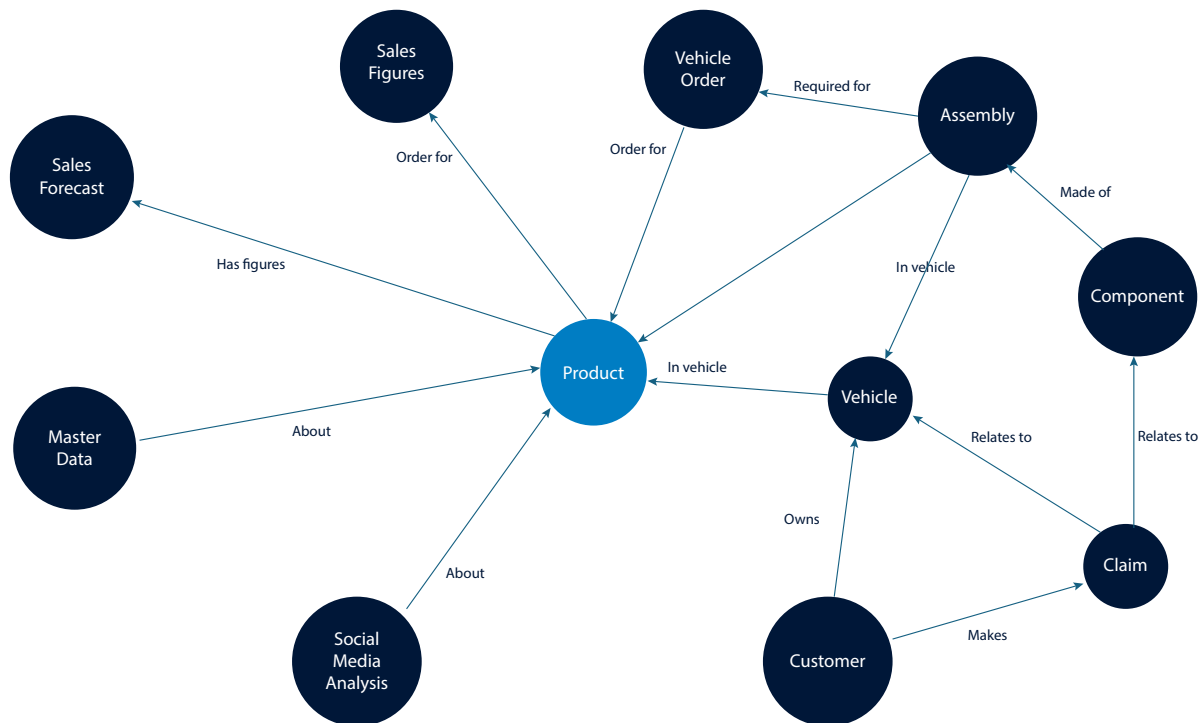 Sales
Figures
Vehicle
Order
Required for
Assembly
Sales
Forecast
Order for
Order for
Made of
Has figures
In vehicle
Component
Product
In vehicle
Vehicle
Master
Data
About
Relates to
Relates to
Owns
About
Claim
Social
Media
Analysis
Customer
Makes